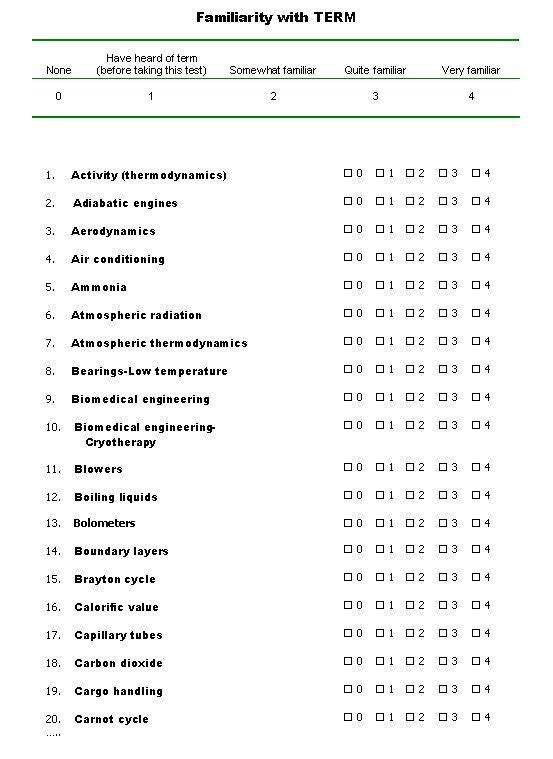 Familiarity with TERM
None
Have heard of term
(before taking this test)
Somewhat familiar
Quite familiar
Very familiar
0 1 2 3 4
1. Activity (thermodynamics) □ 0 □ 1 □ 2 □ 3 □ 4
2. Adiabatic engines □ 0 □ 1 □ 2 □ 3 □ 4
3. Aerodynamics □ 0 □ 1 □ 2 □ 3 □ 4
4. Air conditioning □ 0 □ 1 □ 2 □ 3 □ 4
5. Ammonia □ 0 □ 1 □ 2 □ 3 □ 4
6. Atmospheric radiation □ 0 □ 1 □ 2 □ 3 □ 4
7. Atmospheric thermodynamics □ 0 □ 1 □ 2 □ 3 □ 4
8. Bearings-Low temperature □ 0 □ 1 □ 2 □ 3 □ 4
9. Biomedical engineering □ 0 □ 1 □ 2 □ 3 □ 4
10. Biomedical engineering- □ 0 □ 1 □ 2 □ 3 □ 4
Cryotherapy
11. Blowers □ 0 □ 1 □ 2 □ 3 □ 4
12. Boiling liquids □ 0 □ 1 □ 2 □ 3 □ 4
13. Bolometers □ 0 □ 1 □ 2 □ 3 □ 4
14. Boundary layers □ 0 □ 1 □ 2 □ 3 □ 4
15. Brayton cycle □ 0 □ 1 □ 2 □ 3 □ 4
16. Calorific value □ 0 □ 1 □ 2 □ 3 □ 4
17. Capillary tubes □ 0 □ 1 □ 2 □ 3 □ 4
18. Carbon dioxide □ 0 □ 1 □ 2 □ 3 □ 4
19. Cargo handling □ 0 □ 1 □ 2 □ 3 □ 4
20. Carnot cycle □ 0 □ 1 □ 2 □ 3 □ 4
.....